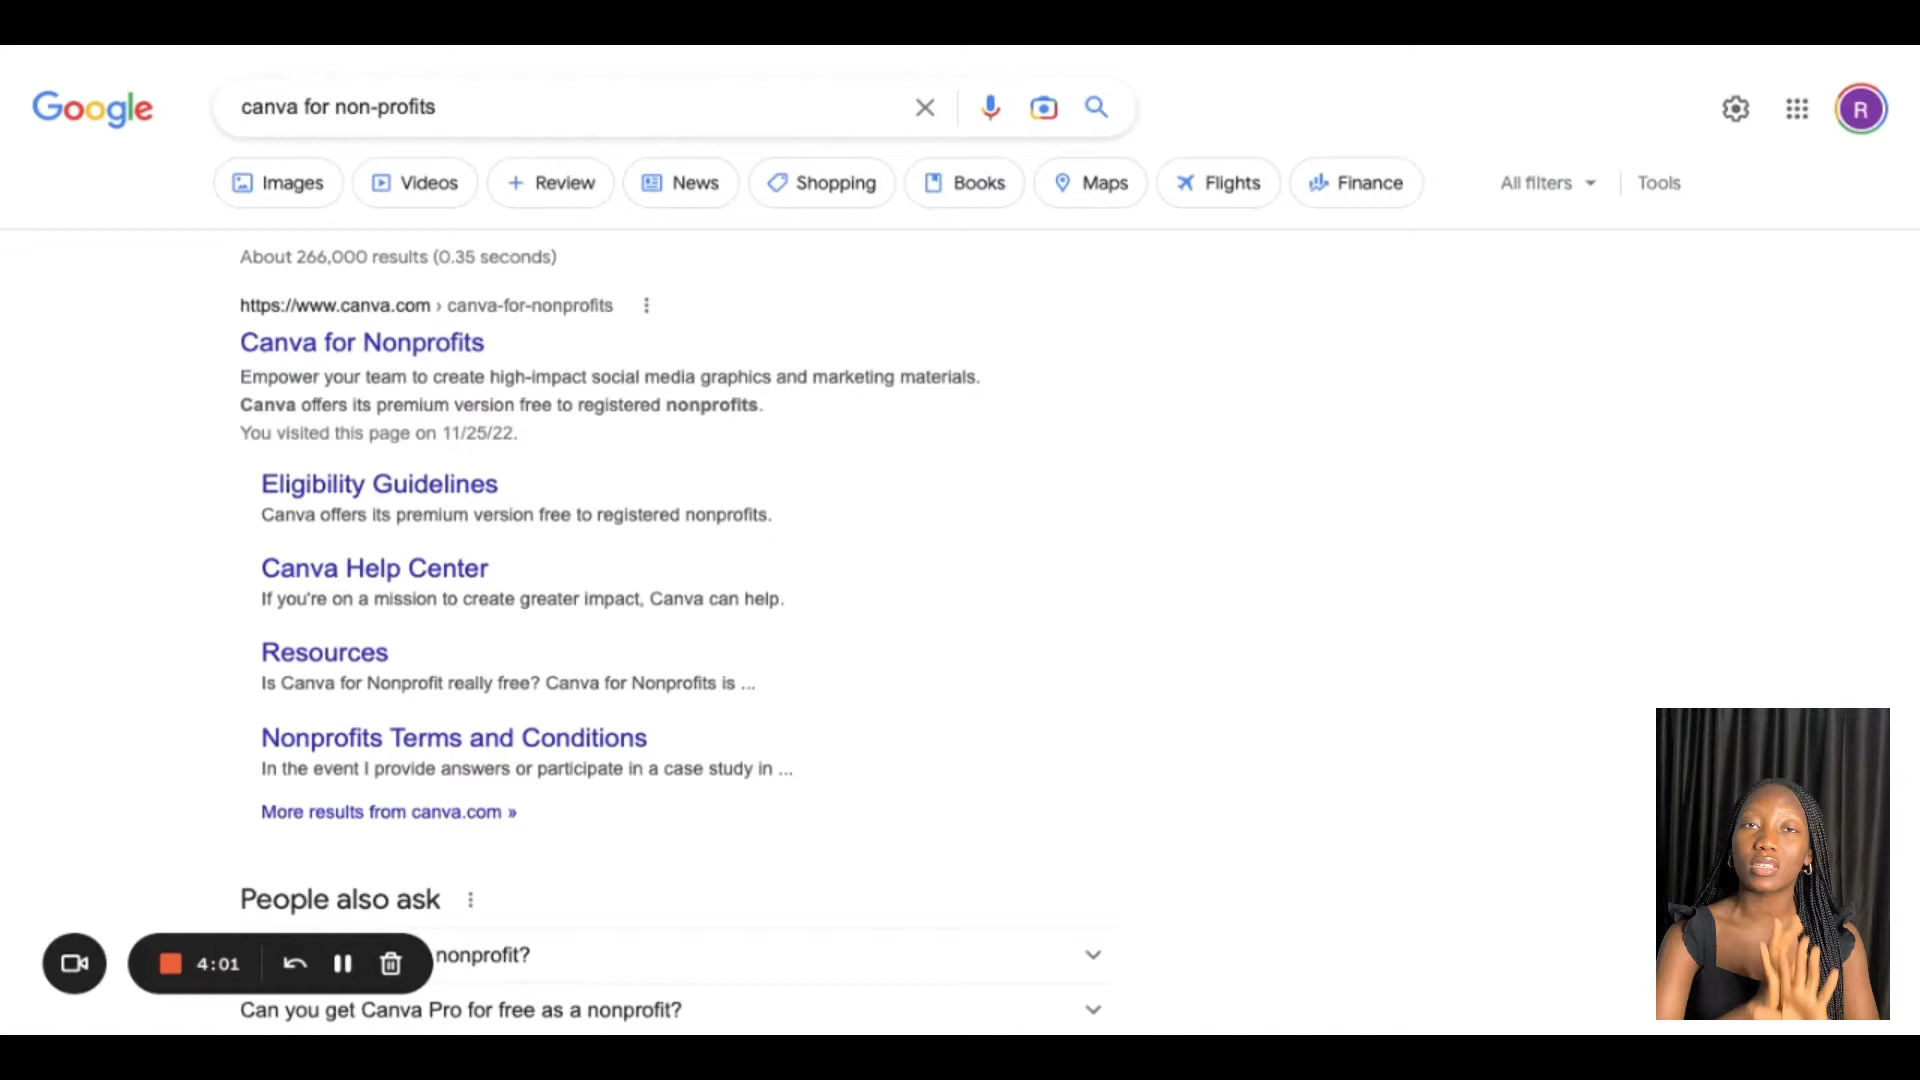 Google
canva for non-profits
R
Images
Videos
Review
News
Shopping
Books
Maps
Flights
Finance
All filters
Tools
About 266,000 results (0.35 seconds)
https://www.canva.com › canva-for-nonprofits
Canva for Nonprofits
Empower your team to create high-impact social media graphics and marketing materials.
Canva offers its premium version free to registered nonprofits.
You visited this page on 11/25/22.
Eligibility Guidelines
Canva offers its premium version free to registered nonprofits.
Canva Help Center
If you're on a mission to create greater impact, Canva can help.
Resources
Is Canva for Nonprofit really free? Canva for Nonprofits is ...
Nonprofits Terms and Conditions
In the event I provide answers or participate in a case study in ...
More results from canva.com »
People also ask
4:01
nonprofit?
Can you get Canva Pro for free as a nonprofit?